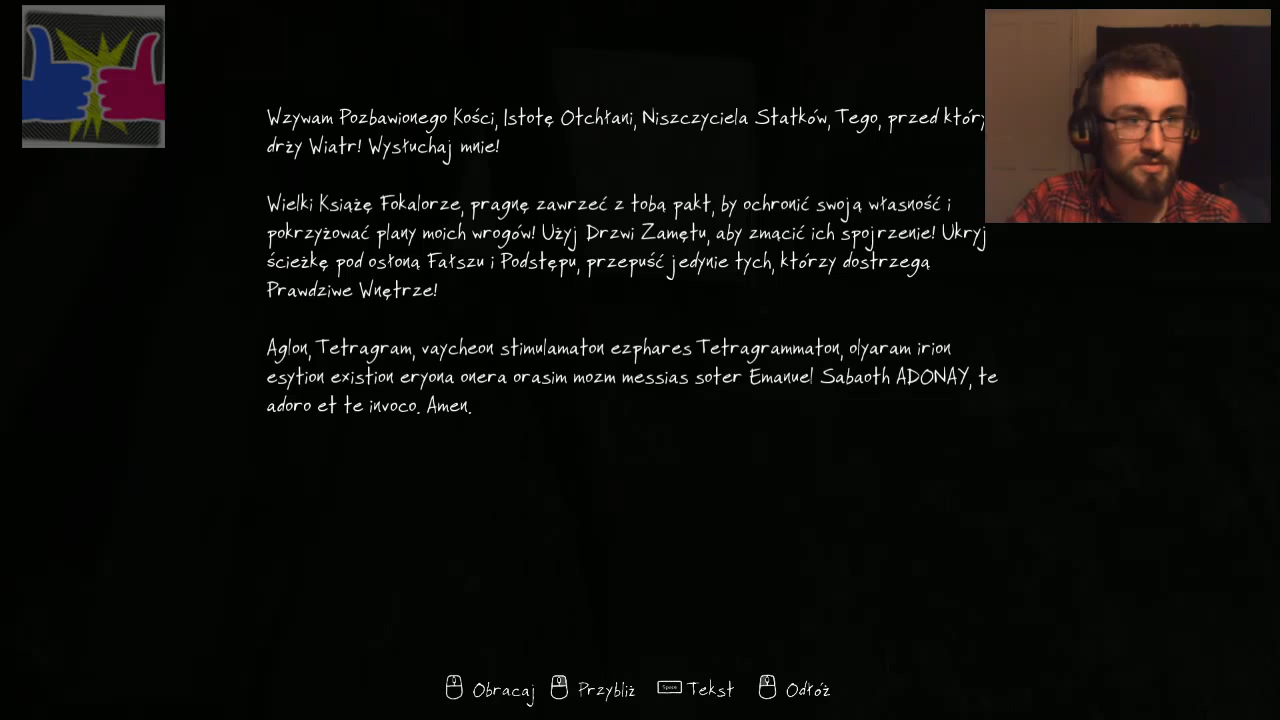 Wzywam Pozbawionego Kości, Istotę Otchłani, Niszczyciela Statków, Tego, przed
drży Wiatr! Wysłuchaj mnie!
Wielki Książę Fokalorze, pragnę zawrzeć z tobą pakt, by ochronić swoją własność i
pokrzyżować plany moich wrogów! Użyj Drzwi Zamętu, aby zmącić ich spojrzenie! Ukryj
ścieżkę pod osłoną Fałszu i Podstępu, przepuść jedynie tych, którzy dostrzegą
Prawdziwe Wnętrze!
Aglon, Tetragram, vaycheon stimulamaton ezphares Tetragrammaton, olyaram irion
esytion existion eryona onera orasim mozm messias soter Emanuel Sabaoth ADONAY, te
adoro et te invoco. Amen.
Obracaj Przybliż Space Tekst Odłóż